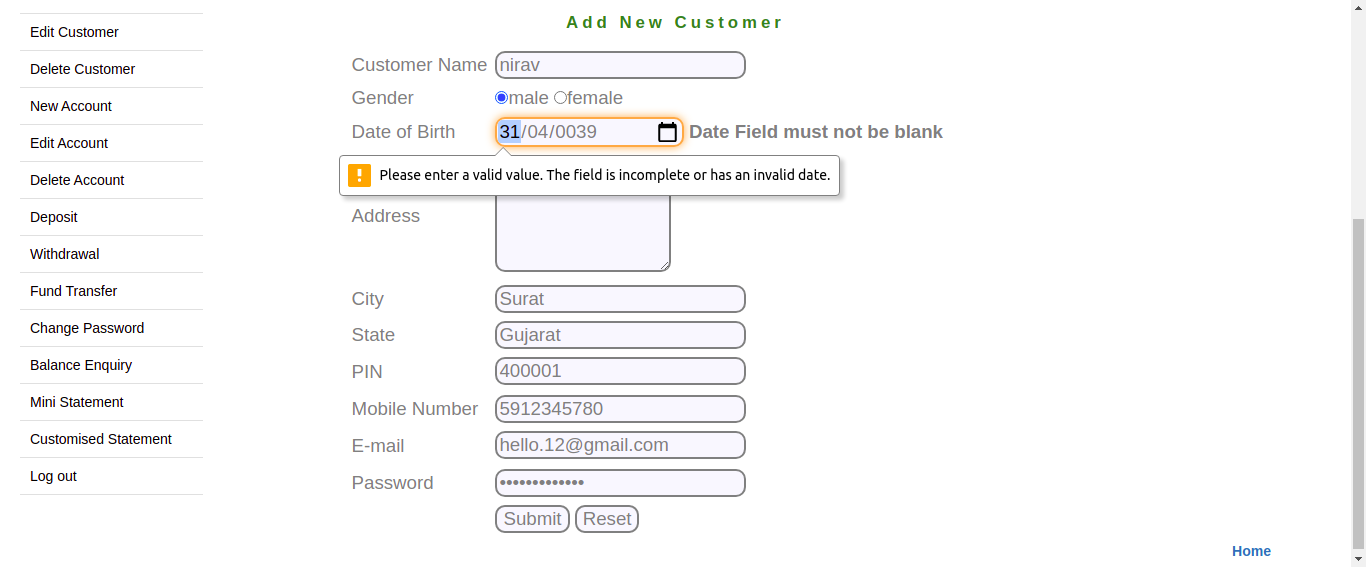 Edit Customer
Delete Customer
New Account
Edit Account
Delete Account
Deposit
Withdrawal
Fund Transfer
Change Password
Balance Enquiry
Mini Statement
Customised Statement
Log out
Add New Customer
Customer Name nirav
Gender male female
Date of Birth 31/04/0039 Date Field must not be blank
Please enter a valid value. The field is incomplete or has an invalid date.
Address
City Surat
State Gujarat
PIN 400001
Mobile Number 5912345780
E-mail hello.12@gmail.com
Password •••••••••••••
Submit Reset
Home